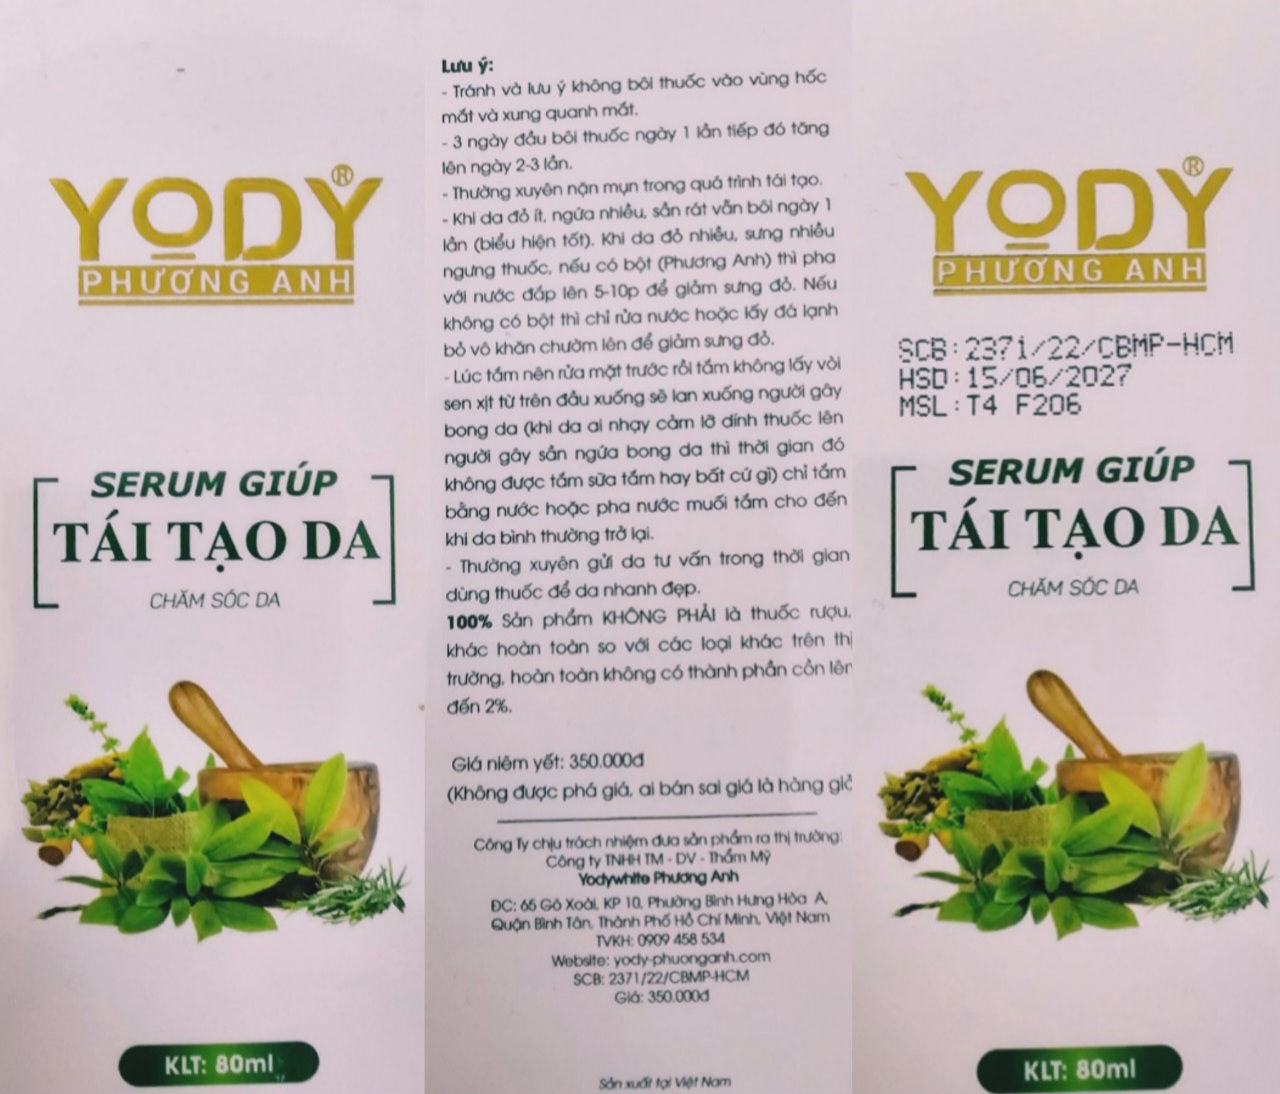 YODY®
PHƯƠNG ANH
SERUM GIÚP
TÁI TẠO DA
CHĂM SÓC DA
KLT: 80ml
Lưu ý:
- Tránh và lưu ý không bôi thuốc vào vùng hốc
mắt và xung quanh mắt.
- 3 ngày đầu bôi thuốc ngày 1 lần tiếp đó tăng
lên ngày 2-3 lần.
- Thường xuyên nặn mụn trong quá trình tái tạo.
- Khi da đỏ ít, ngứa nhiều, sần rát vẫn bôi ngày 1
lần (biểu hiện tốt). Khi da đỏ nhiều, sưng nhiều
ngưng thuốc, nếu có bột (Phương Anh) thì pha
với nước đắp lên 5-10p để giảm sưng đỏ. Nếu
không có bột thì chỉ rửa nước hoặc lấy đá lạnh
bỏ vô khăn chườm lên để giảm sưng đỏ.
- Lúc tắm nên rửa mặt trước rồi tắm không lấy vòi
sen xịt từ trên đầu xuống sẽ lan xuống người gây
bong da (khi da ai nhạy cảm lỡ dính thuốc lên
người gây sần ngứa bong da thì thời gian đó
không được tắm sữa tắm hay bất cứ gì) chỉ tắm
bằng nước hoặc pha nước muối tắm cho đến
khi da bình thường trở lại.
- Thường xuyên gửi da tư vấn trong thời gian
dùng thuốc để da nhanh đẹp.
100% Sản phẩm KHÔNG PHẢI là thuốc rượu,
khác hoàn toàn so với các loại khác trên th
trường, hoàn toàn không có thành phần cồn lên
đến 2%.
Giá niêm yết: 350.000đ
(Không được phá giá, ai bán sai giá là hàng giả
Công Ty chịu trách nhiệm đưa sản phẩm ra thị trường:
Công ty TNHH TM - DV - Thẩm Mỹ
Yodywhite Phương Anh
ĐC: 65 Gò Xoài, KP 10, Phường Bình Hưng Hòa A,
Quận Bình Tân, Thành Phố Hồ Chí Minh, Việt Nam
TVKH: 0909 458 534
Website: yody-phuonganh.com
SCB: 2371/22/CBMP-HCM
Giá: 350.000đ
Sản xuất tại Việt Nam
YODY®
PHƯƠNG ANH
SCB: 2371/22/CBMP-HCM
HSD: 15/06/2027
MSL: T4 F206
SERUM GIÚP
TÁI TẠO DA
CHĂM SÓC DA
KLT: 80ml